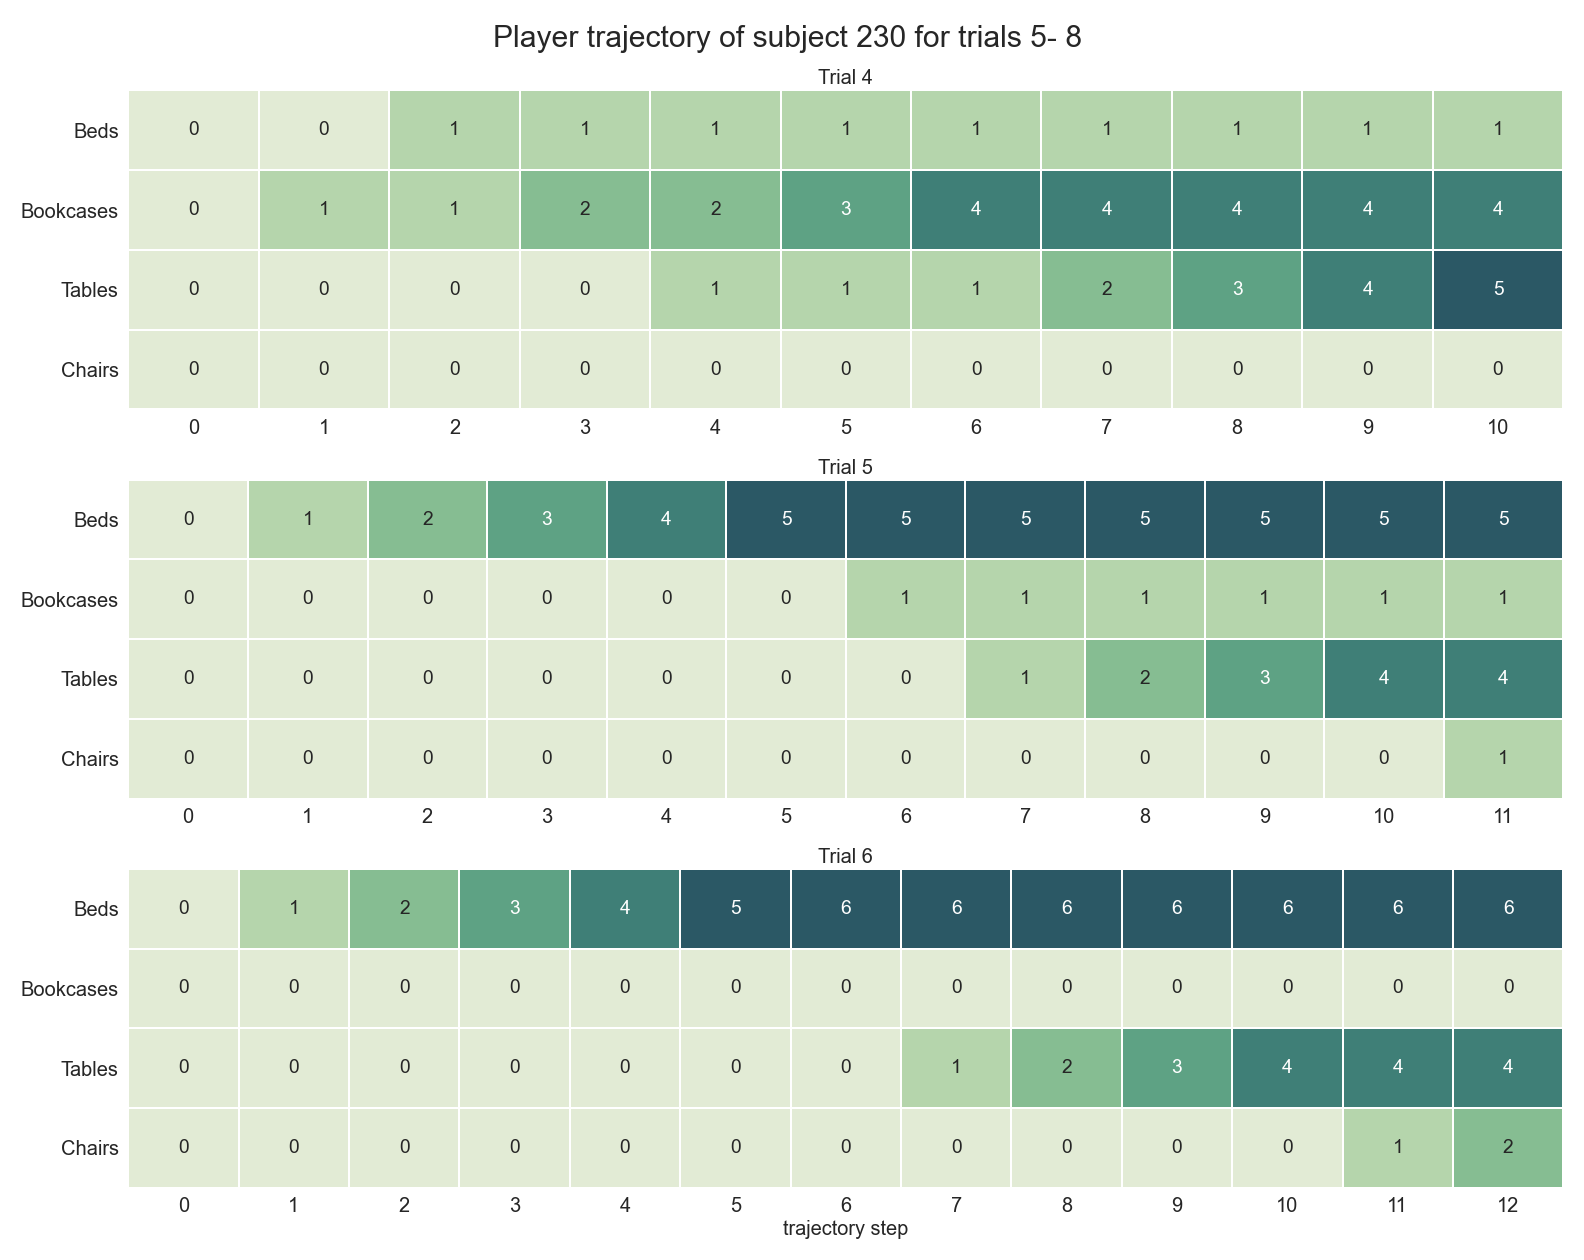 Player trajectory of subject 230 for trials 5- 8
Trial 4
Beds 0 0 1 1 1 1 1 1 1 1 1
Bookcases 0 1 1 2 2 3 4 4 4 4 4
Tables 0 0 0 0 1 1 1 2 3 4 5
Chairs 0 0 0 0 0 0 0 0 0 0 0
0 1 2 3 4 5 6 7 8 9 10
Trial 5
Beds 0 1 2 3 4 5 5 5 5 5 5 5
Bookcases 0 0 0 0 0 0 1 1 1 1 1 1
Tables 0 0 0 0 0 0 0 1 2 3 4 4
Chairs 0 0 0 0 0 0 0 0 0 0 0 1
0 1 2 3 4 5 6 7 8 9 10 11
Trial 6
Beds 0 1 2 3 4 5 6 6 6 6 6 6 6
Bookcases 0 0 0 0 0 0 0 0 0 0 0 0 0
Tables 0 0 0 0 0 0 0 1 2 3 4 4 4
Chairs 0 0 0 0 0 0 0 0 0 0 0 1 2
0 1 2 3 4 5 6 7 8 9 10 11 12
trajectory step